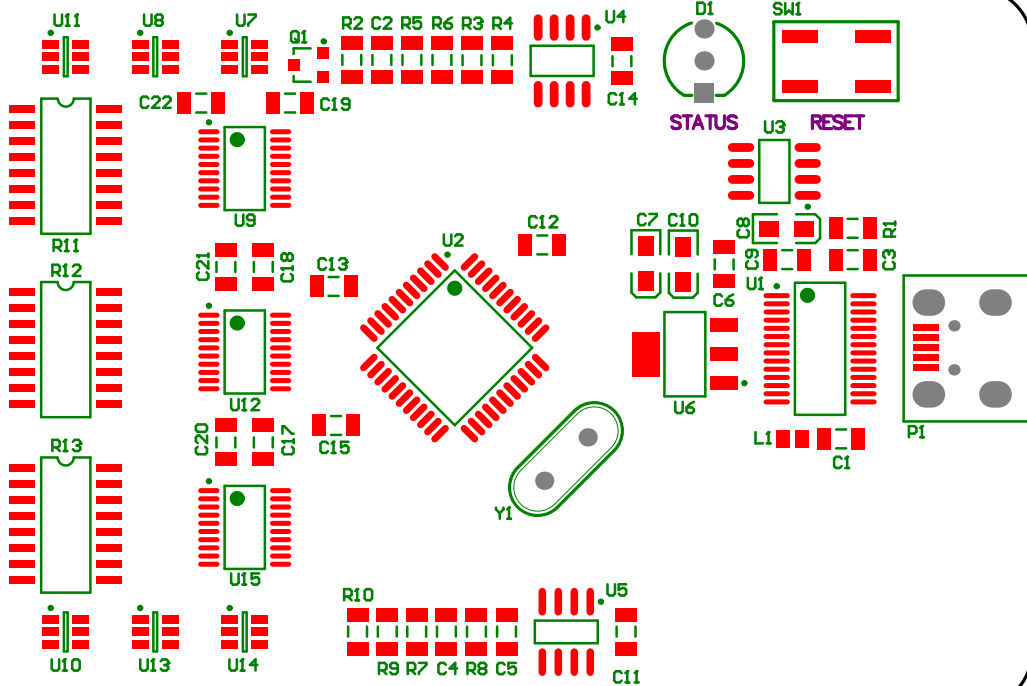 U11 U8 U7 Q1 R2 C2 R5 R6 R3 R4 U4 D1 SW1
C22 C19 C14
STATUS RESET
U3
U9
R11
C12 C7 C10 C8 R1
U2
C21 C18 C13 C9 C3
R12 C6 U1
U12
U6
P1
R13 C20 C17 C15 L1 C1
Y1
U15
R10 U5
U10 U13 U14 R9 R7 C4 R8 C5 C11